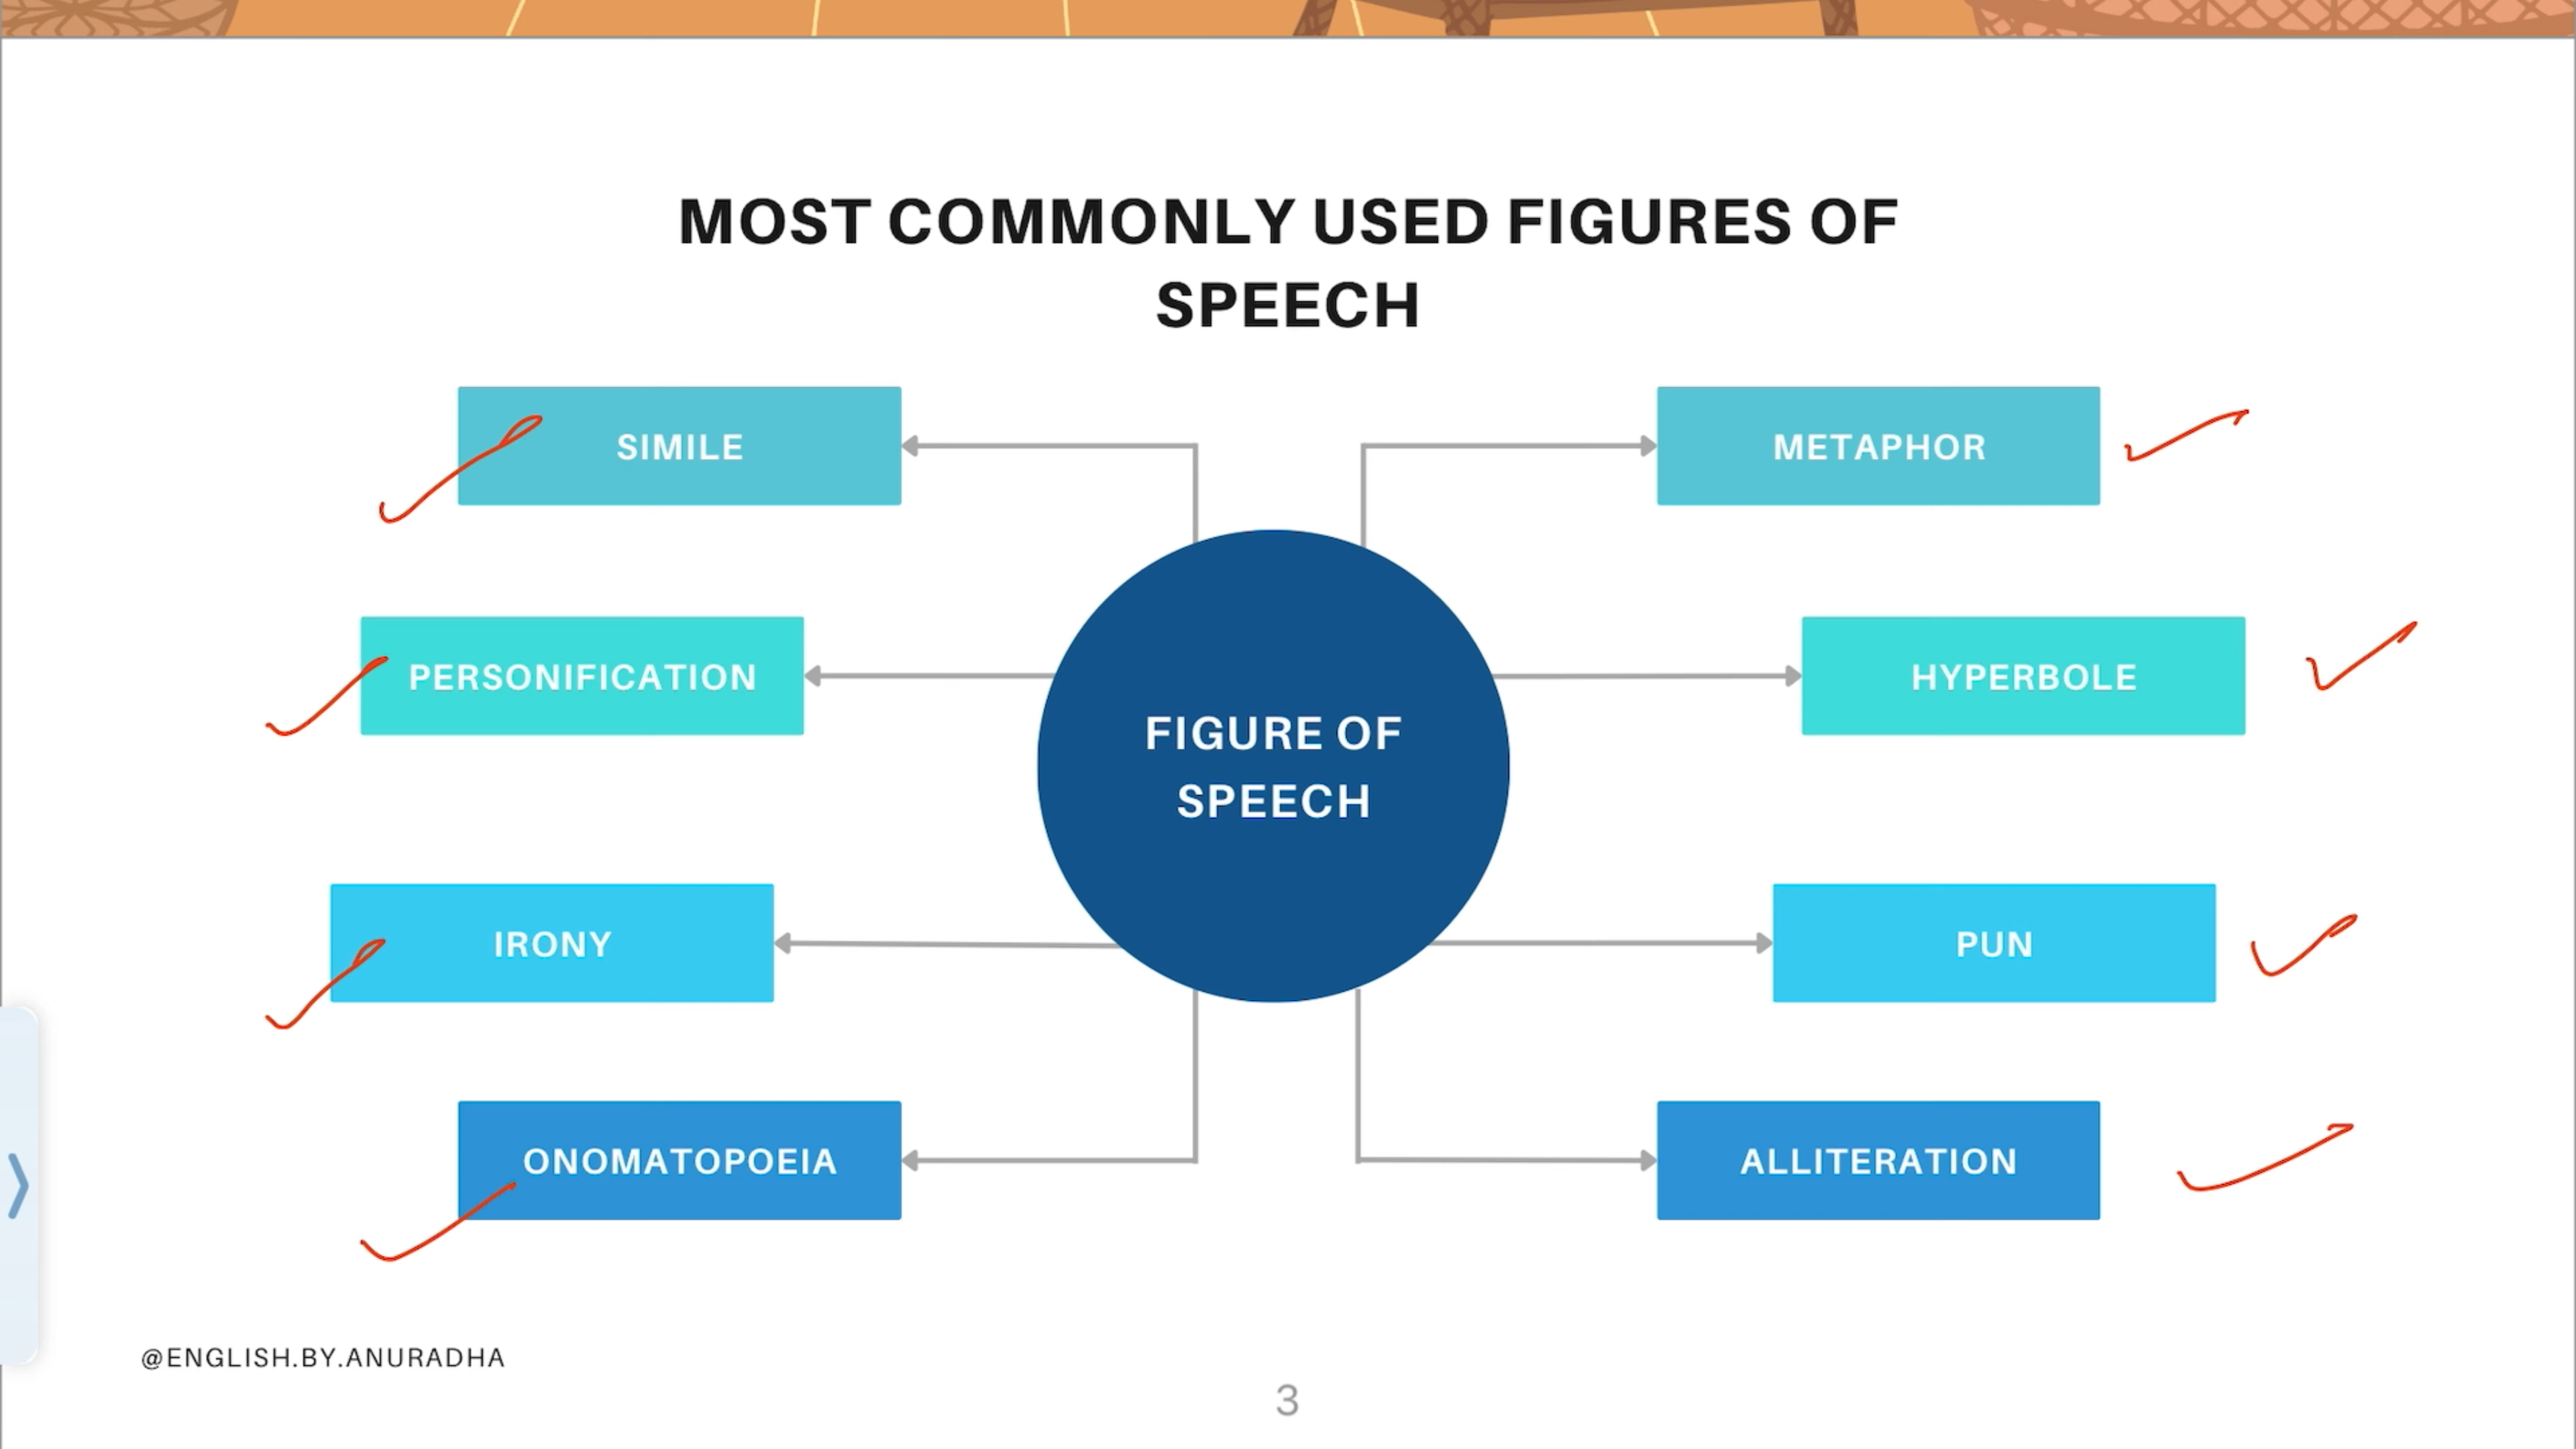 MOST COMMONLY USED FIGURES OF
SPEECH
SIMILE
METAPHOR
PERSONIFICATION
HYPERBOLE
FIGURE OF
SPEECH
IRONY
PUN
ONOMATOPOEIA
ALLITERATION
@ENGLISH.BY.ANURADHA
3